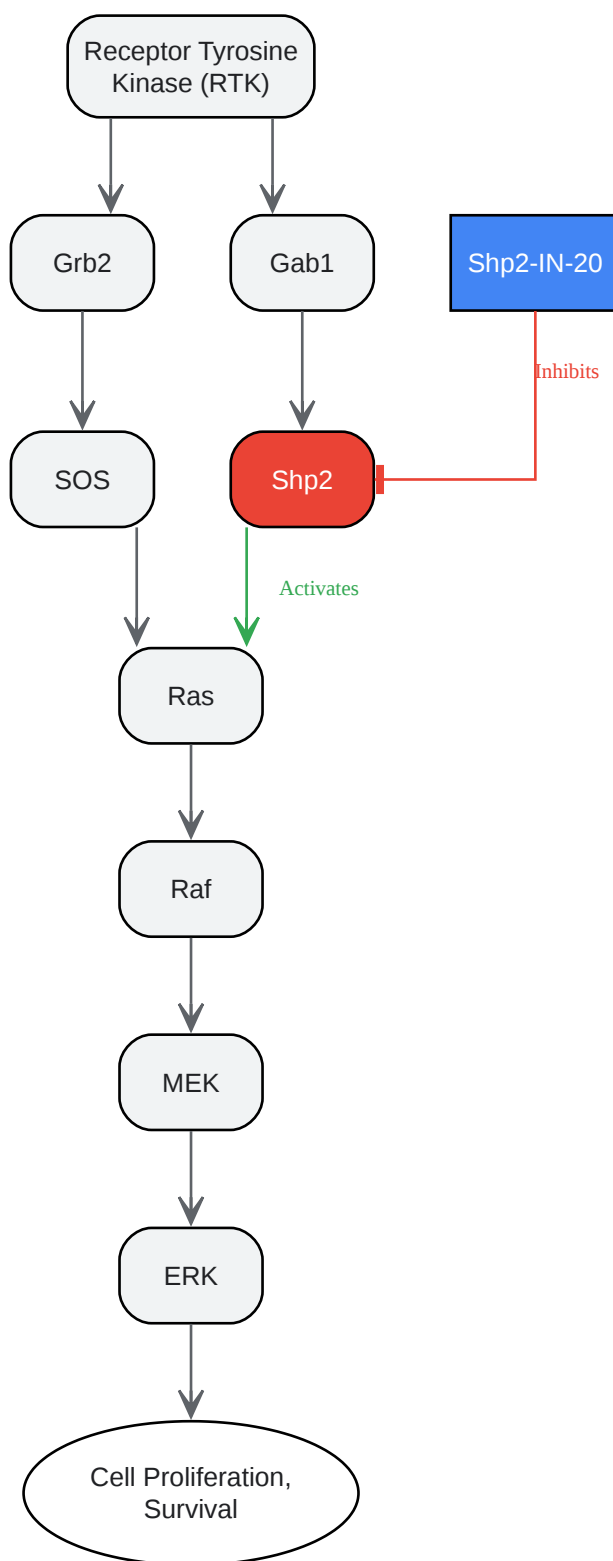 Receptor Tyrosine
Kinase (RTK)
Grb2
Gab1
Shp2-IN-20
Inhibits
SOS
Shp2
Activates
Ras
Raf
MEK
ERK
Cell Proliferation,
Survival